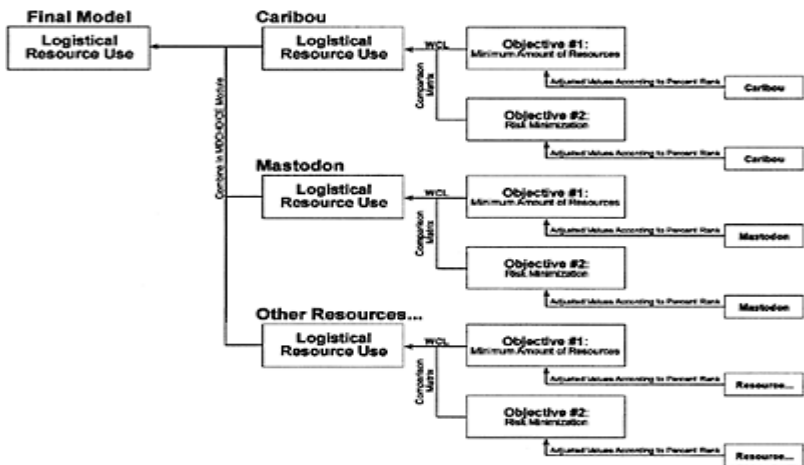 Final Model
Logistical
Resource Use
Combine in MDCHOICE Module
Caribou
Logistical
Resource Use
WCL
Comparison
Matrix
Objective #1:
Minimum Amount of Resources
Adjusted Values According to Percent Rank
Caribou
Objective #2:
Risk Minimization
Adjusted Values According to Percent Rank
Caribou
Mastodon
Logistical
Resource Use
WCL
Comparison
Matrix
Objective #1:
Minimum Amount of Resources
Adjusted Values According to Percent Rank
Mastodon
Objective #2:
Risk Minimization
Adjusted Values According to Percent Rank
Mastodon
Other Resources...
Logistical
Resource Use
WCL
Comparison
Matrix
Objective #1:
Minimum Amount of Resources
Adjusted Values According to Percent Rank
Resourse...
Objective #2:
Risk Minimization
Adjusted Values According to Percent Rank
Resourse...